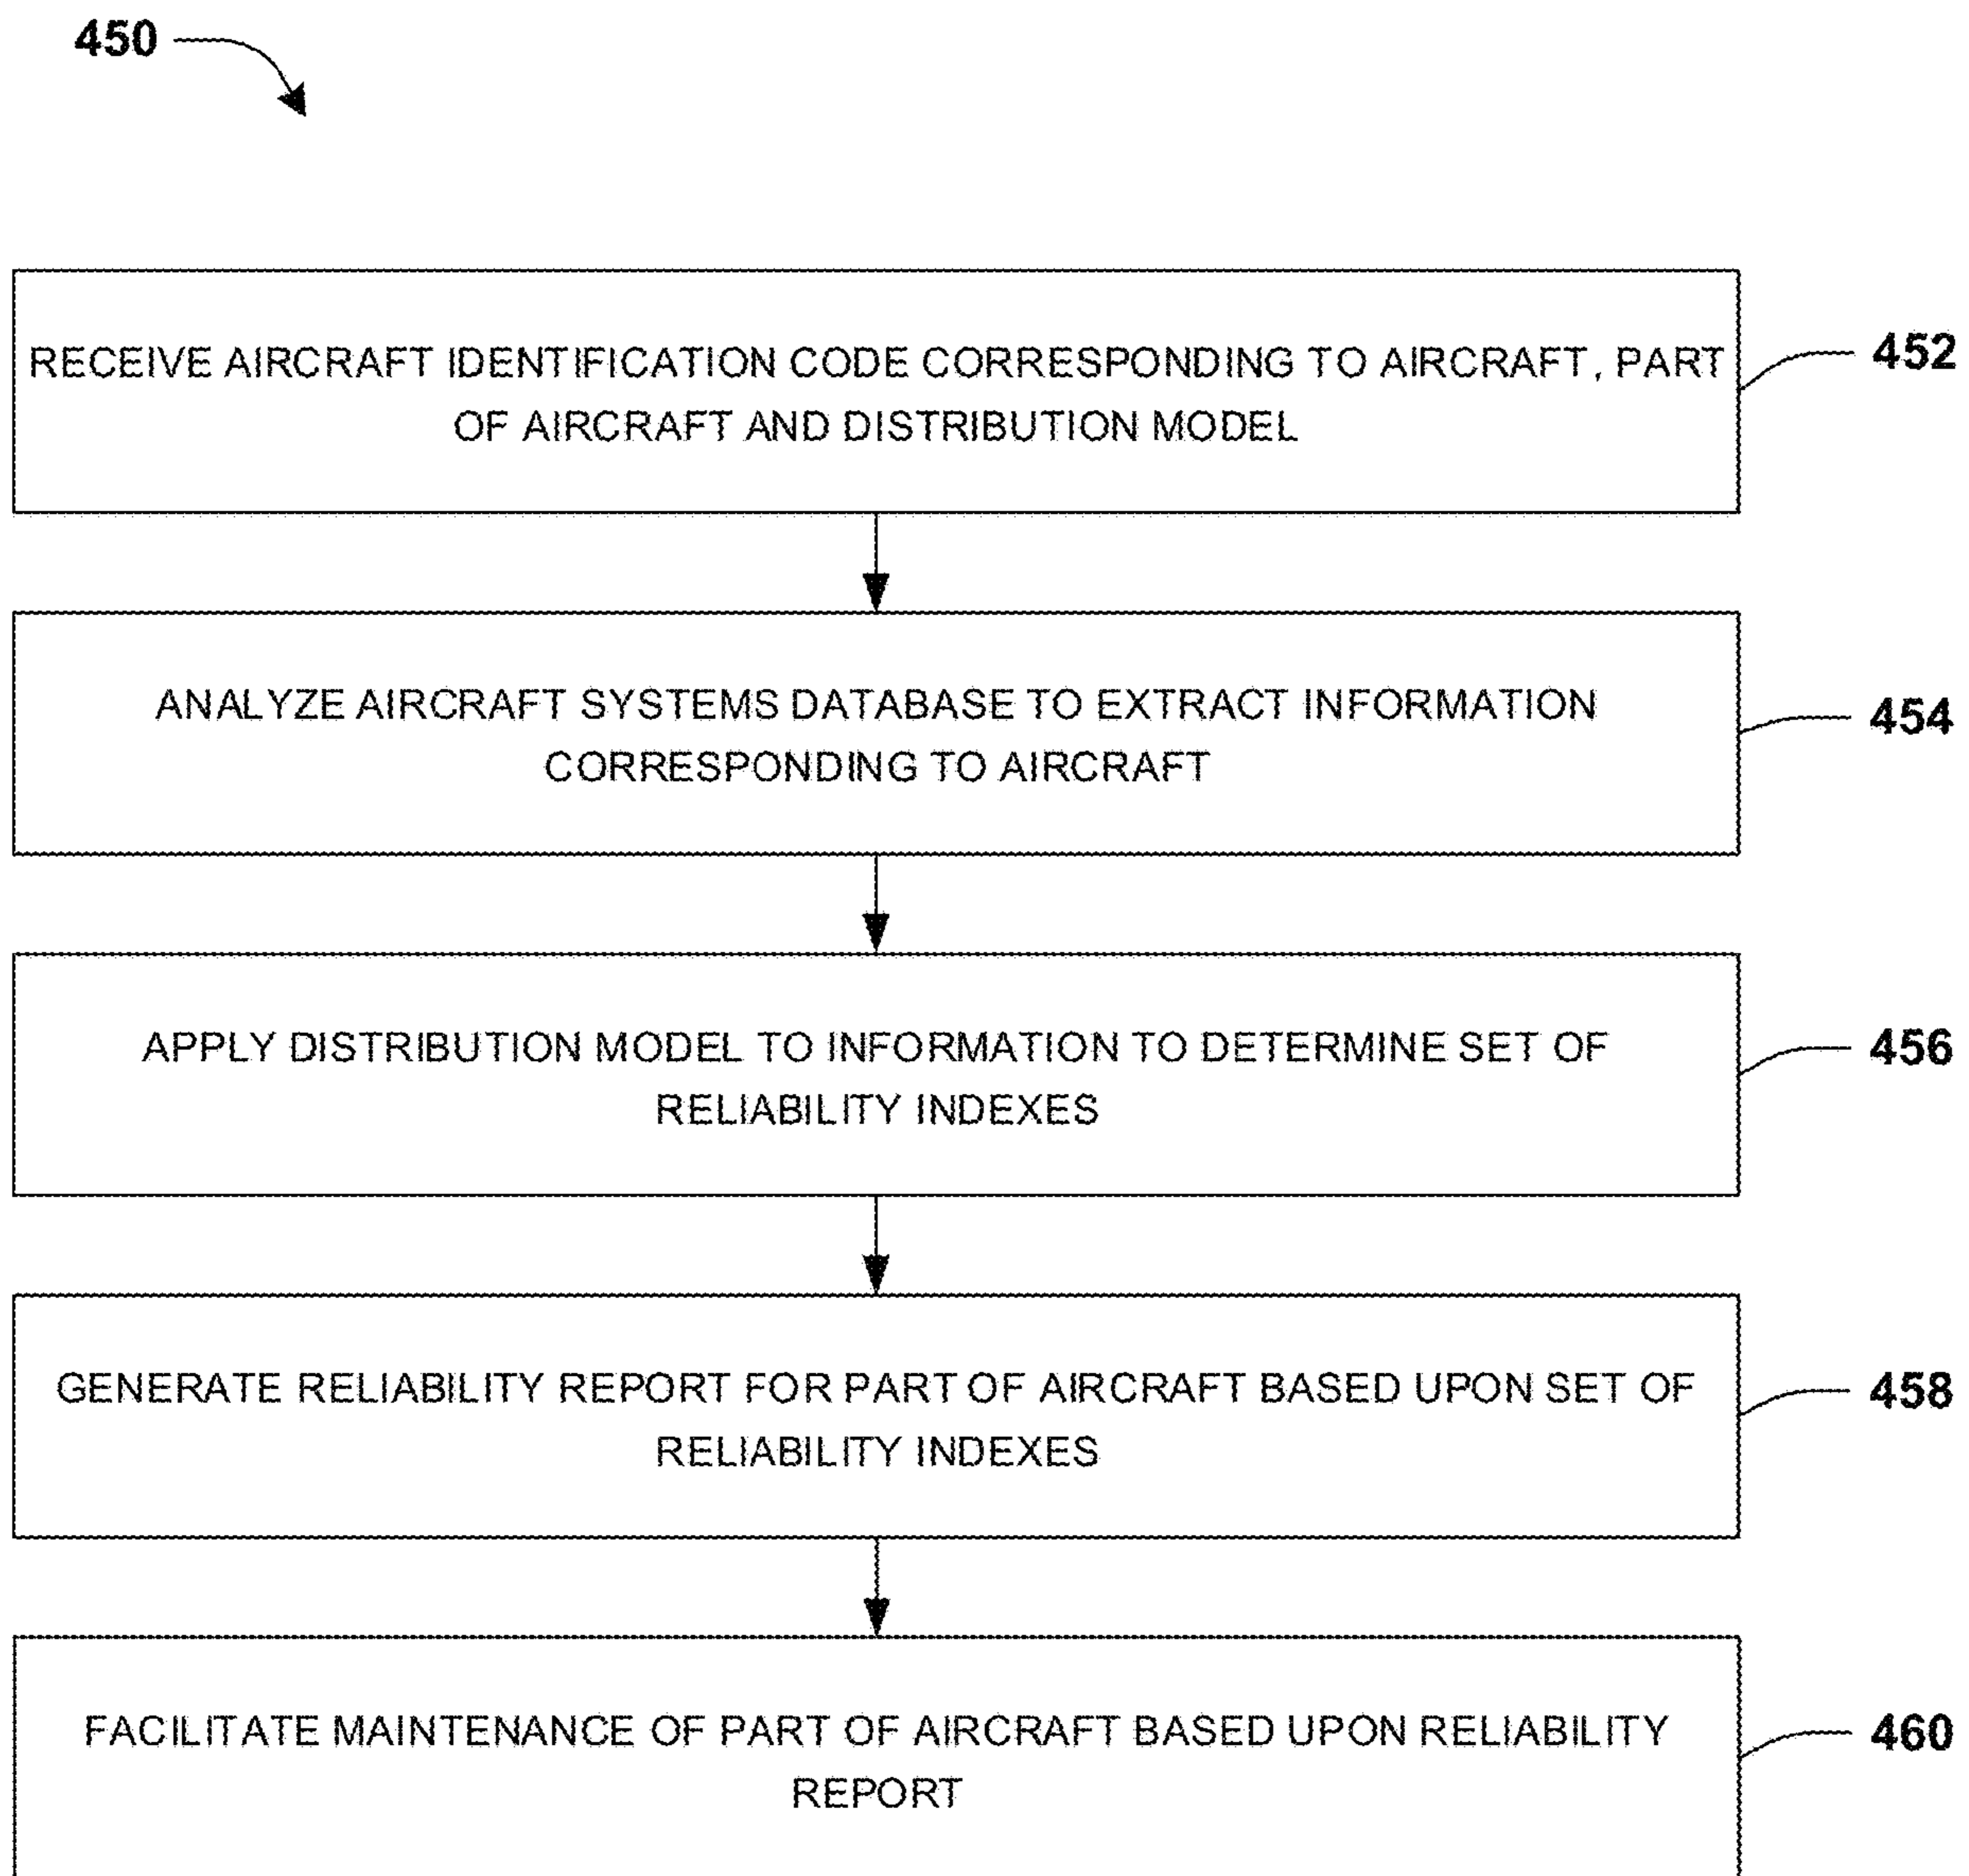 450
RECEIVE AIRCRAFT IDENTIFICATION CODE CORRESPONDING TO AIRCRAFT, PART
OF AIRCRAFT AND DISTRIBUTION MODEL
452
ANALYZE AIRCRAFT SYSTEMS DATABASE TO EXTRACT INFORMATION
CORRESPONDING TO AIRCRAFT
454
APPLY DISTRIBUTION MODEL TO INFORMATION TO DETERMINE SET OF
RELIABILITY INDEXES
456
GENERATE RELIABILITY REPORT FOR PART OF AIRCRAFT BASED UPON SET OF
RELIABILITY INDEXES
458
FACILITATE MAINTENANCE OF PART OF AIRCRAFT BASED UPON RELIABILITY
REPORT
460